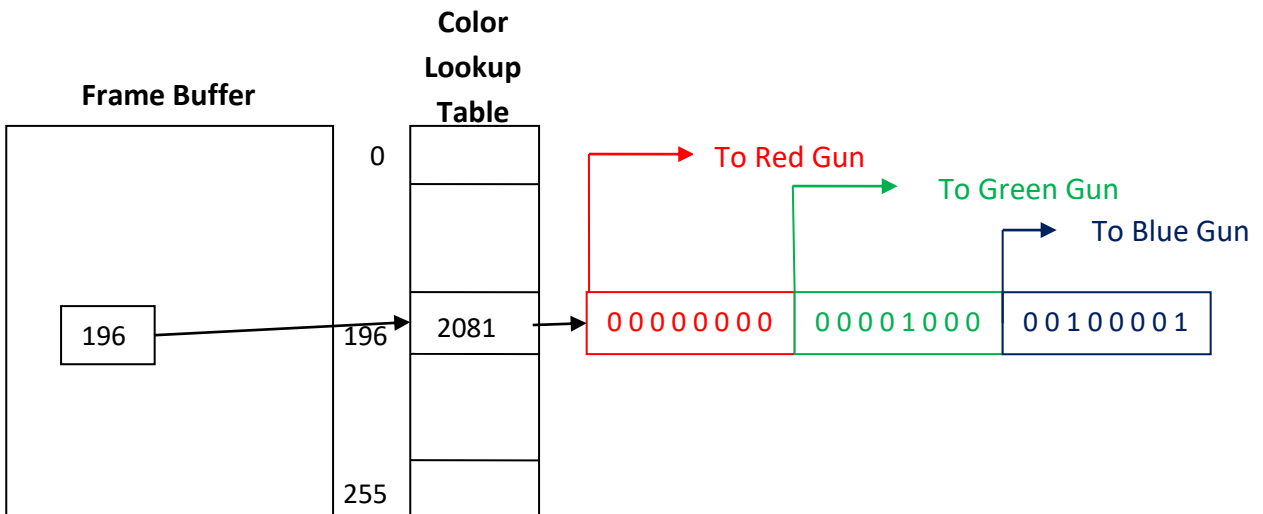 Color
Lookup
Table
Frame Buffer
0
To Red Gun
To Green Gun
To Blue Gun
196
196
2081
0 0 0 0 0 0 0 0
0 0 0 0 1 0 0 0
0 0 1 0 0 0 0 1
255